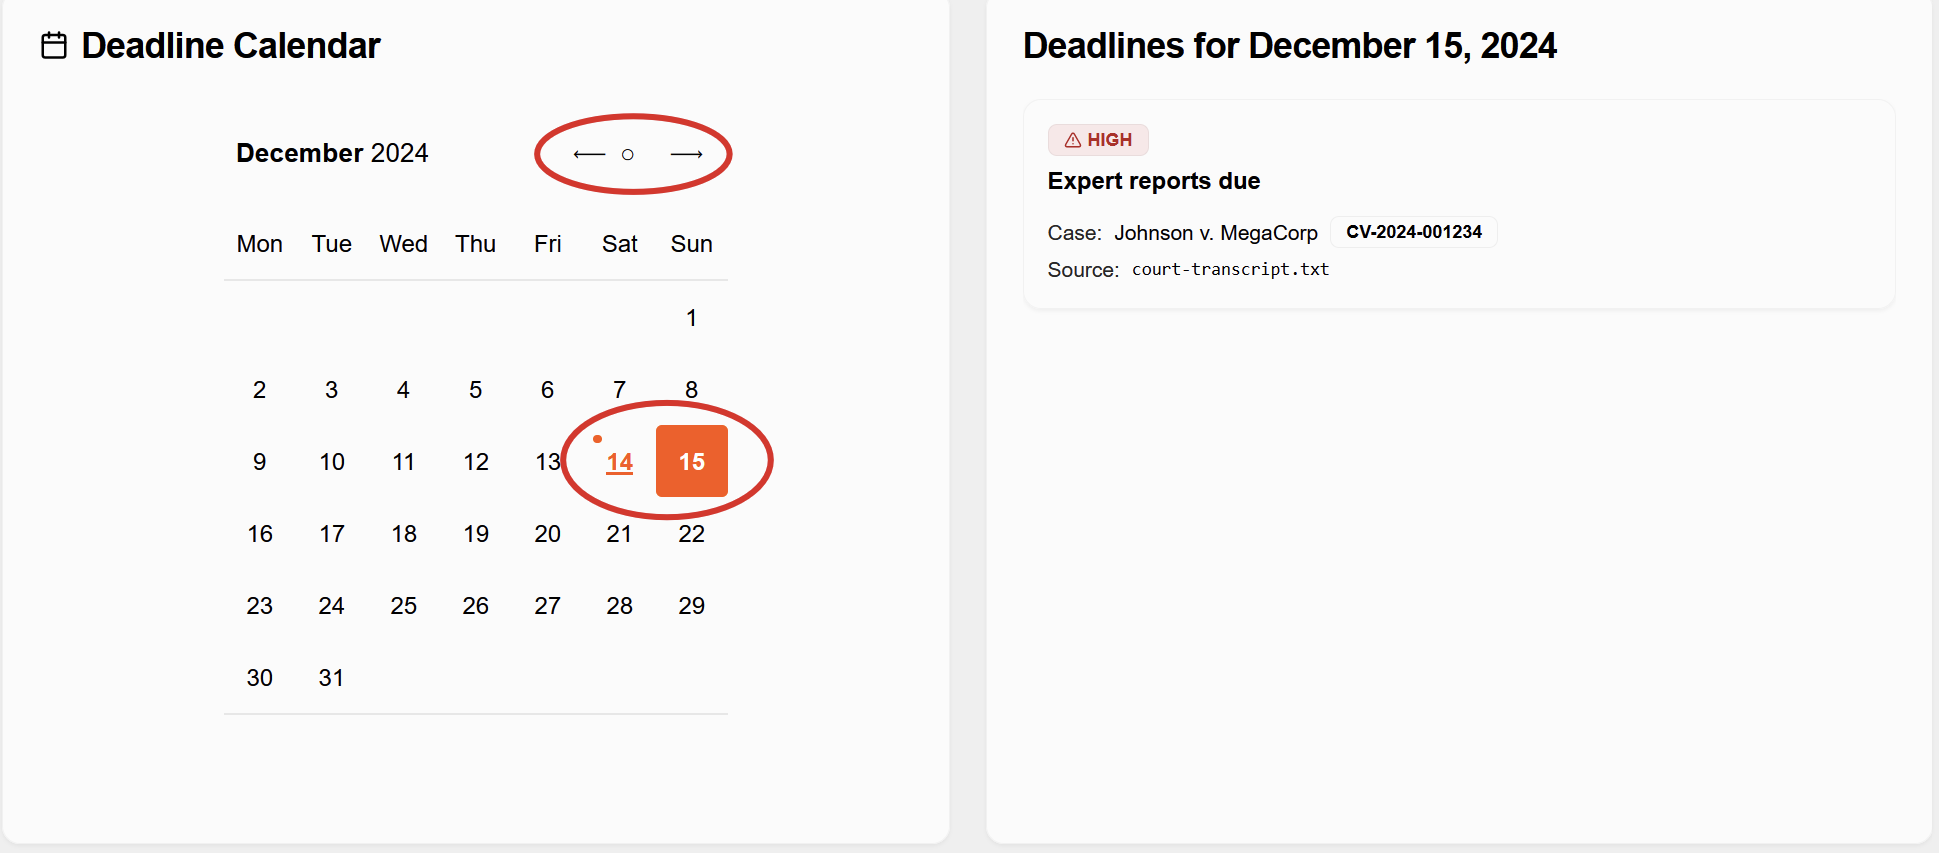 Deadline Calendar
December 2024
← ○ →
Mon Tue Wed Thu Fri Sat Sun
1
2 3 4 5 6 7 8
9 10 11 12 13 14 15
16 17 18 19 20 21 22
23 24 25 26 27 28 29
30 31
Deadlines for December 15, 2024
HIGH
Expert reports due
Case: Johnson v. MegaCorp CV-2024-001234
Source: court-transcript.txt